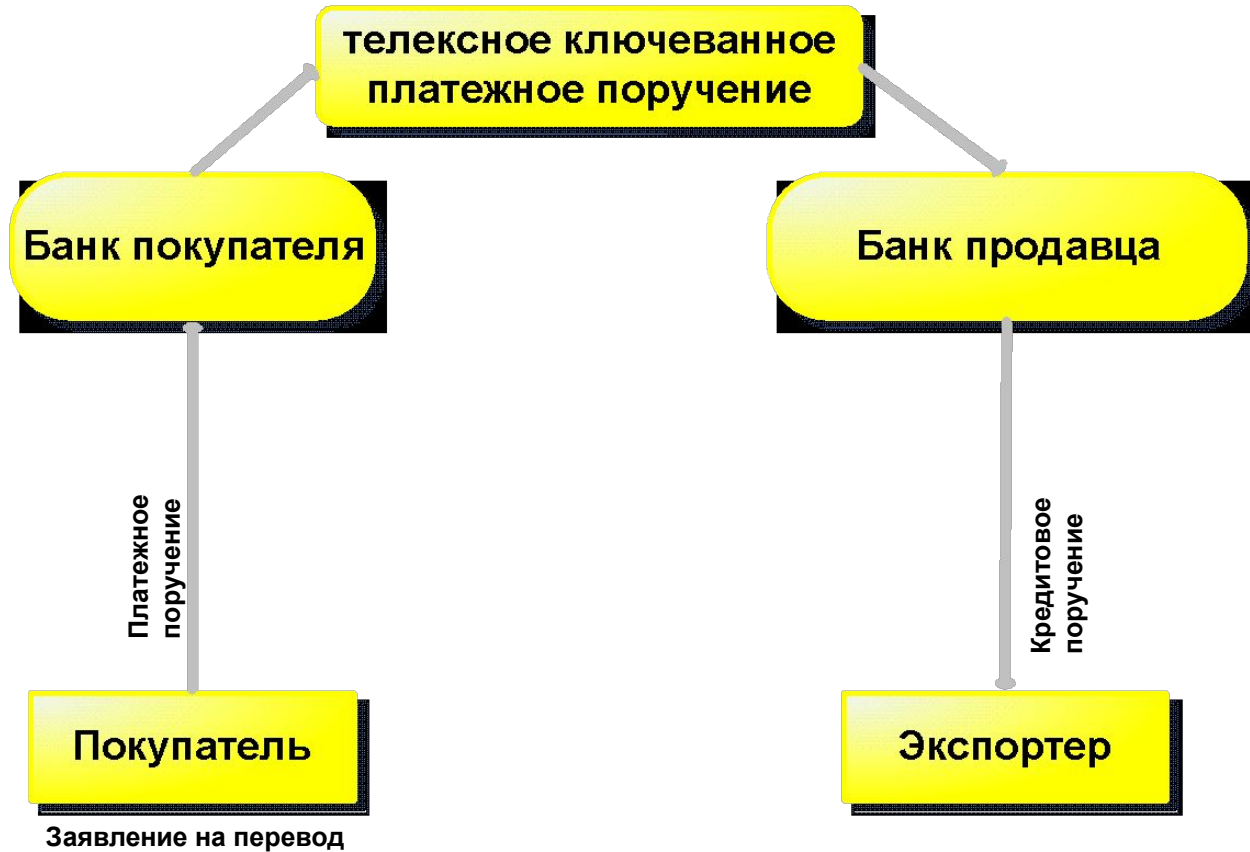 телексное ключеванное
платежное поручение
Банк покупателя
Банк продавца
Платежное
поручение
Кредитовое
поручение
Покупатель
Экспортер
Заявление на перевод